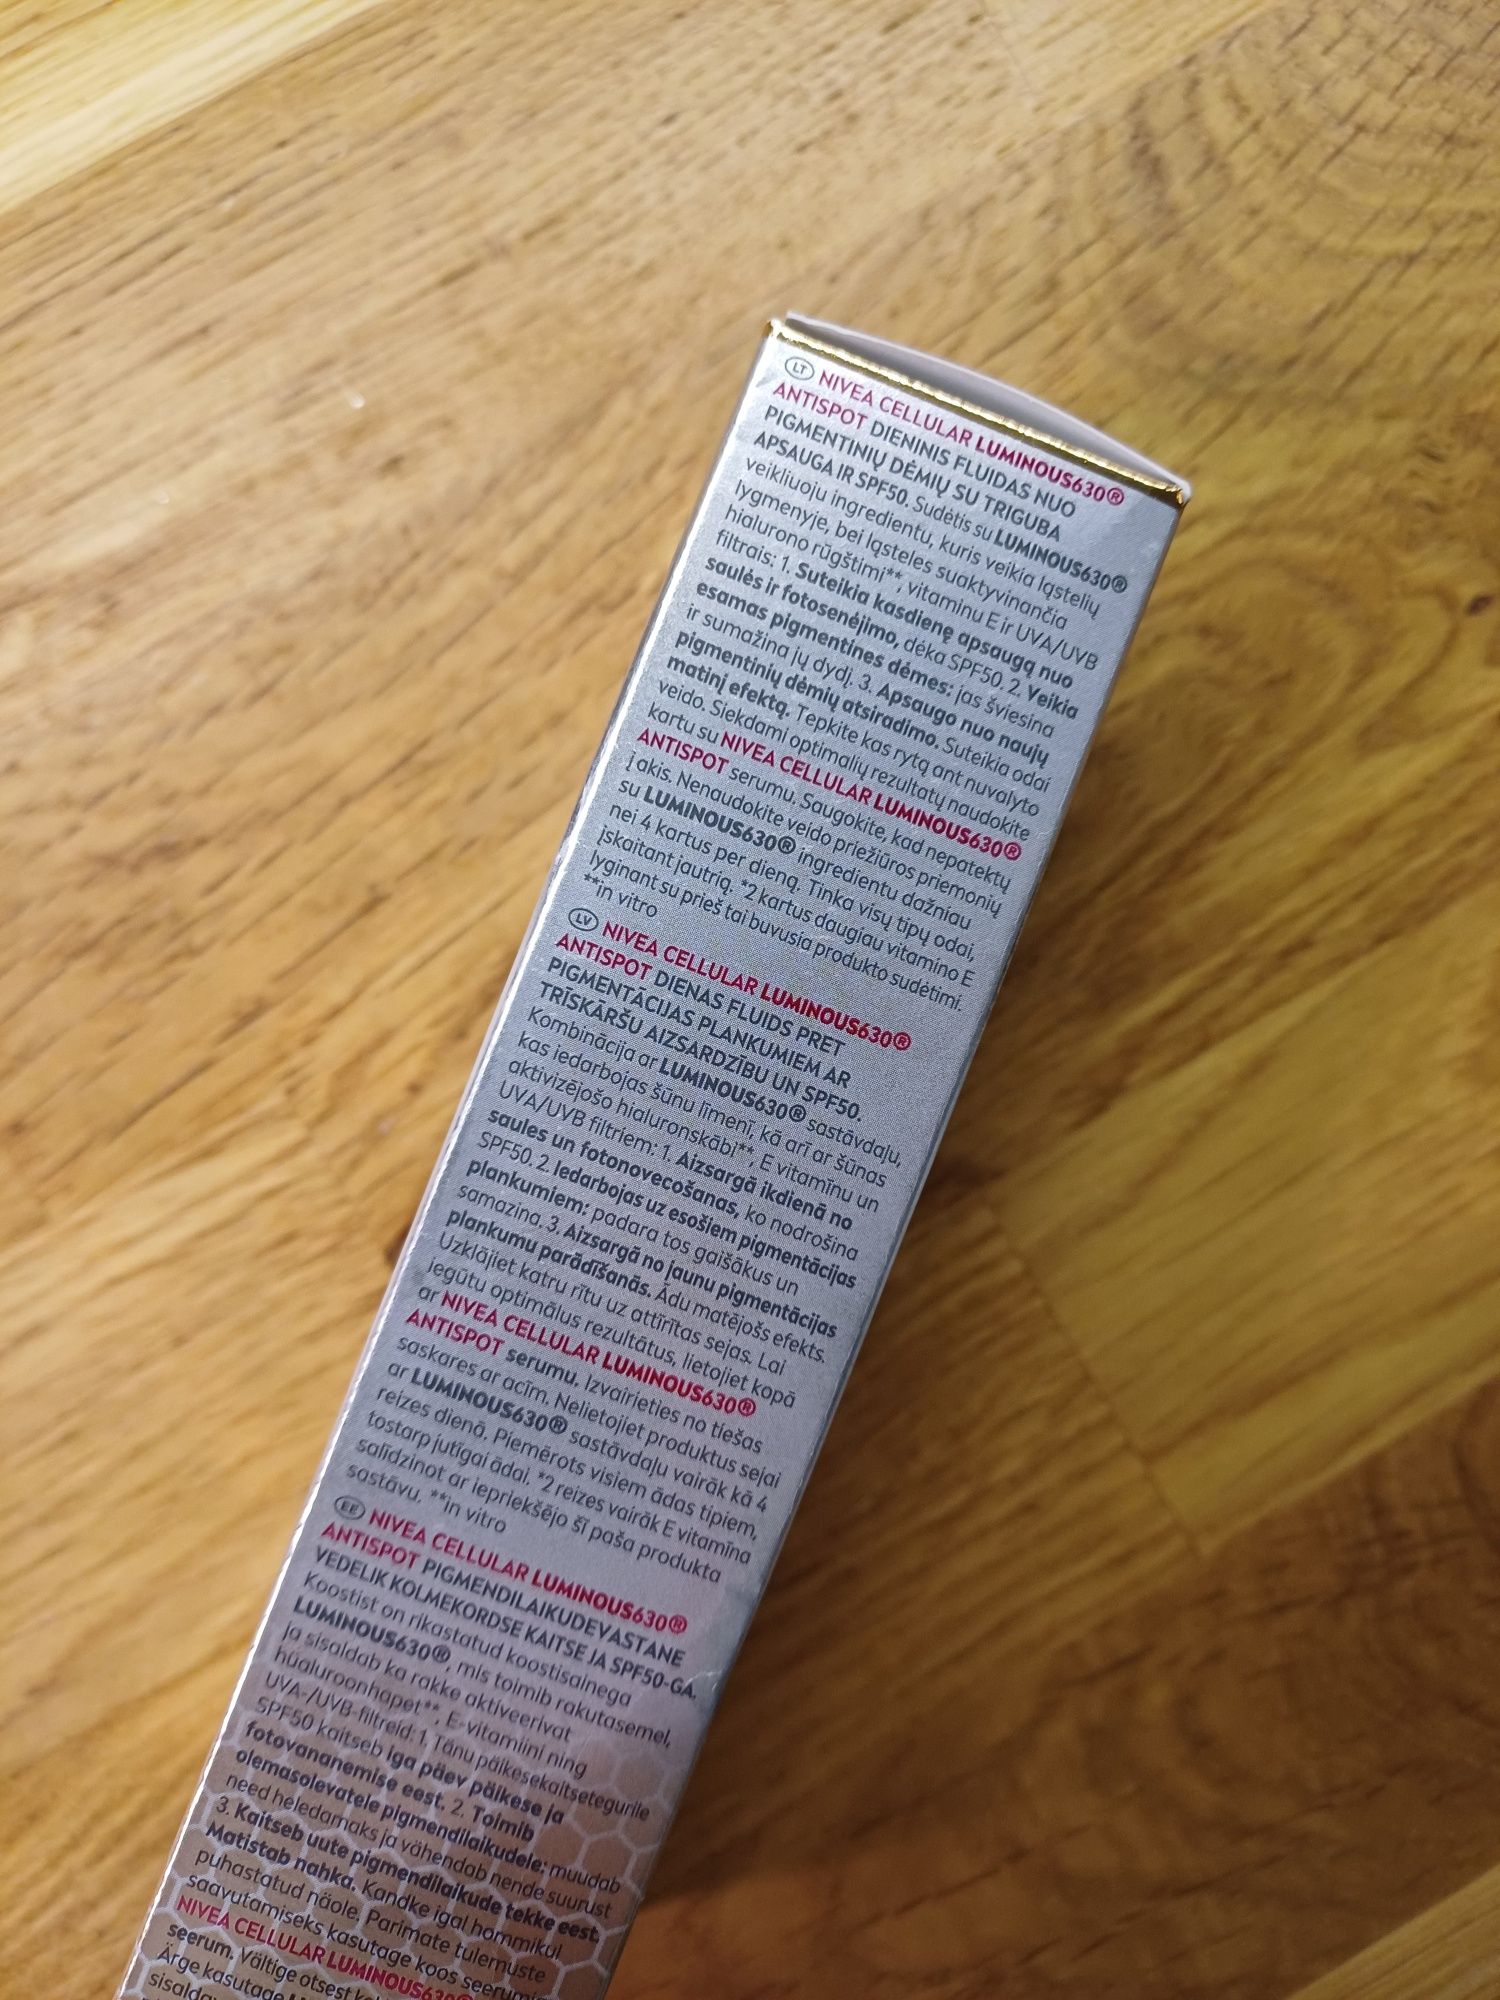 LT NIVEA CELLULAR LUMINOUS630®
ANTISPOT DIENINIS FLUIDAS NUO
PIGMENTINIŲ DĖMIŲ SU TRIGUBA
APSAUGA IR SPF50. Sudėtis su LUMINOUS630®
veikliuoju ingredientu, kuris veikia ląstelių
lygmenyje, bei ląsteles suaktyvinančia
hialurono rūgštimi**, vitaminu E ir UVA/UVB
filtrais: 1. Suteikia kasdienę apsaugą nuo
saulės ir fotosenėjimo, dėka SPF50. 2. Veikia
esamas pigmentines dėmes: jas šviesina
ir sumažina jų dydį. 3. Apsaugo nuo naujų
pigmentinių dėmių atsiradimo. Suteikia odai
matinį efektą. Tepkite kas rytą ant nuvalyto
veido. Siekdami optimalių rezultatų naudokite
kartu su NIVEA CELLULAR LUMINOUS630®
ANTISPOT serumu. Saugokite, kad nepatektų
į akis. Nenaudokite veido priežiūros priemonių
su LUMINOUS630® ingredientu dažniau
nei 4 kartus per dieną. Tinka visų tipų odai,
įskaitant jautrią. *2 kartus daugiau vitamino E
lyginant su prieš tai buvusia produkto sudėtimi.
**in vitro
LV NIVEA CELLULAR LUMINOUS630®
ANTISPOT DIENAS FLUIDS PRET
PIGMENTĀCIJAS PLANKUMIEM AR
TRĪSKĀRŠU AIZSARDZĪBU UN SPF50.
Kombinācija ar LUMINOUS630® sastāvdaļu,
kas iedarbojas šūnu līmenī, kā arī ar šūnas
aktivizējošo hialuronskābi**, E vitamīnu un
UVA/UVB filtriem: 1. Aizsargā ikdienā no
saules un fotonovecošanas, ko nodrošina
SPF50. 2. Iedarbojas uz esošiem pigmentācijas
plankumiem: padara tos gaišākus un
samazina. 3. Aizsargā no jaunu pigmentācijas
plankumu parādīšanās. Ādu matējošs efekts.
Uzklājiet katru rītu uz attīrītas sejas. Lai
iegūtu optimālus rezultātus, lietojiet kopā
ar NIVEA CELLULAR LUMINOUS630®
ANTISPOT serumu. Izvairieties no tiešas
saskares ar acīm. Nelietojiet produktus sejai
ar LUMINOUS630® sastāvdaļu vairāk kā 4
reizes dienā. Piemērots visiem ādas tipiem,
tostarp jutīgai ādai. *2 reizes vairāk E vitamīna
salīdzinot ar iepriekšējo šī paša produkta
sastāvu. **in vitro
EE NIVEA CELLULAR LUMINOUS630®
ANTISPOT PIGMENDILAIKUDEVASTANE
VEDELIK KOLMEKORDSE KAITSE JA SPF50-GA.
Koostist on rikastatud koostisainega
LUMINOUS630®, mis toimib rakutasemel,
ja sisaldab ka rakke aktiveerivat
hüaluroonhapet**, E-vitamiini ning
UVA-/UVB-filtreid: 1. Tänu päikesekaitsetegurile
SPF50 kaitseb iga päev päikese ja
fotovananemise eest. 2. Toimib
olemasolevatele pigmendilaikudele: muudab
need heledamaks ja vähendab nende suurust
3. Kaitseb uute pigmendilaikude tekke eest.
Matistab nahka. Kandke igal hommikul
puhastatud näole. Parimate tulemuste
saavutamiseks kasutage koos seerumi
NIVEA CELLULAR LUMINOUS630®
seerum. Vältige otsest
Ärge kasutage